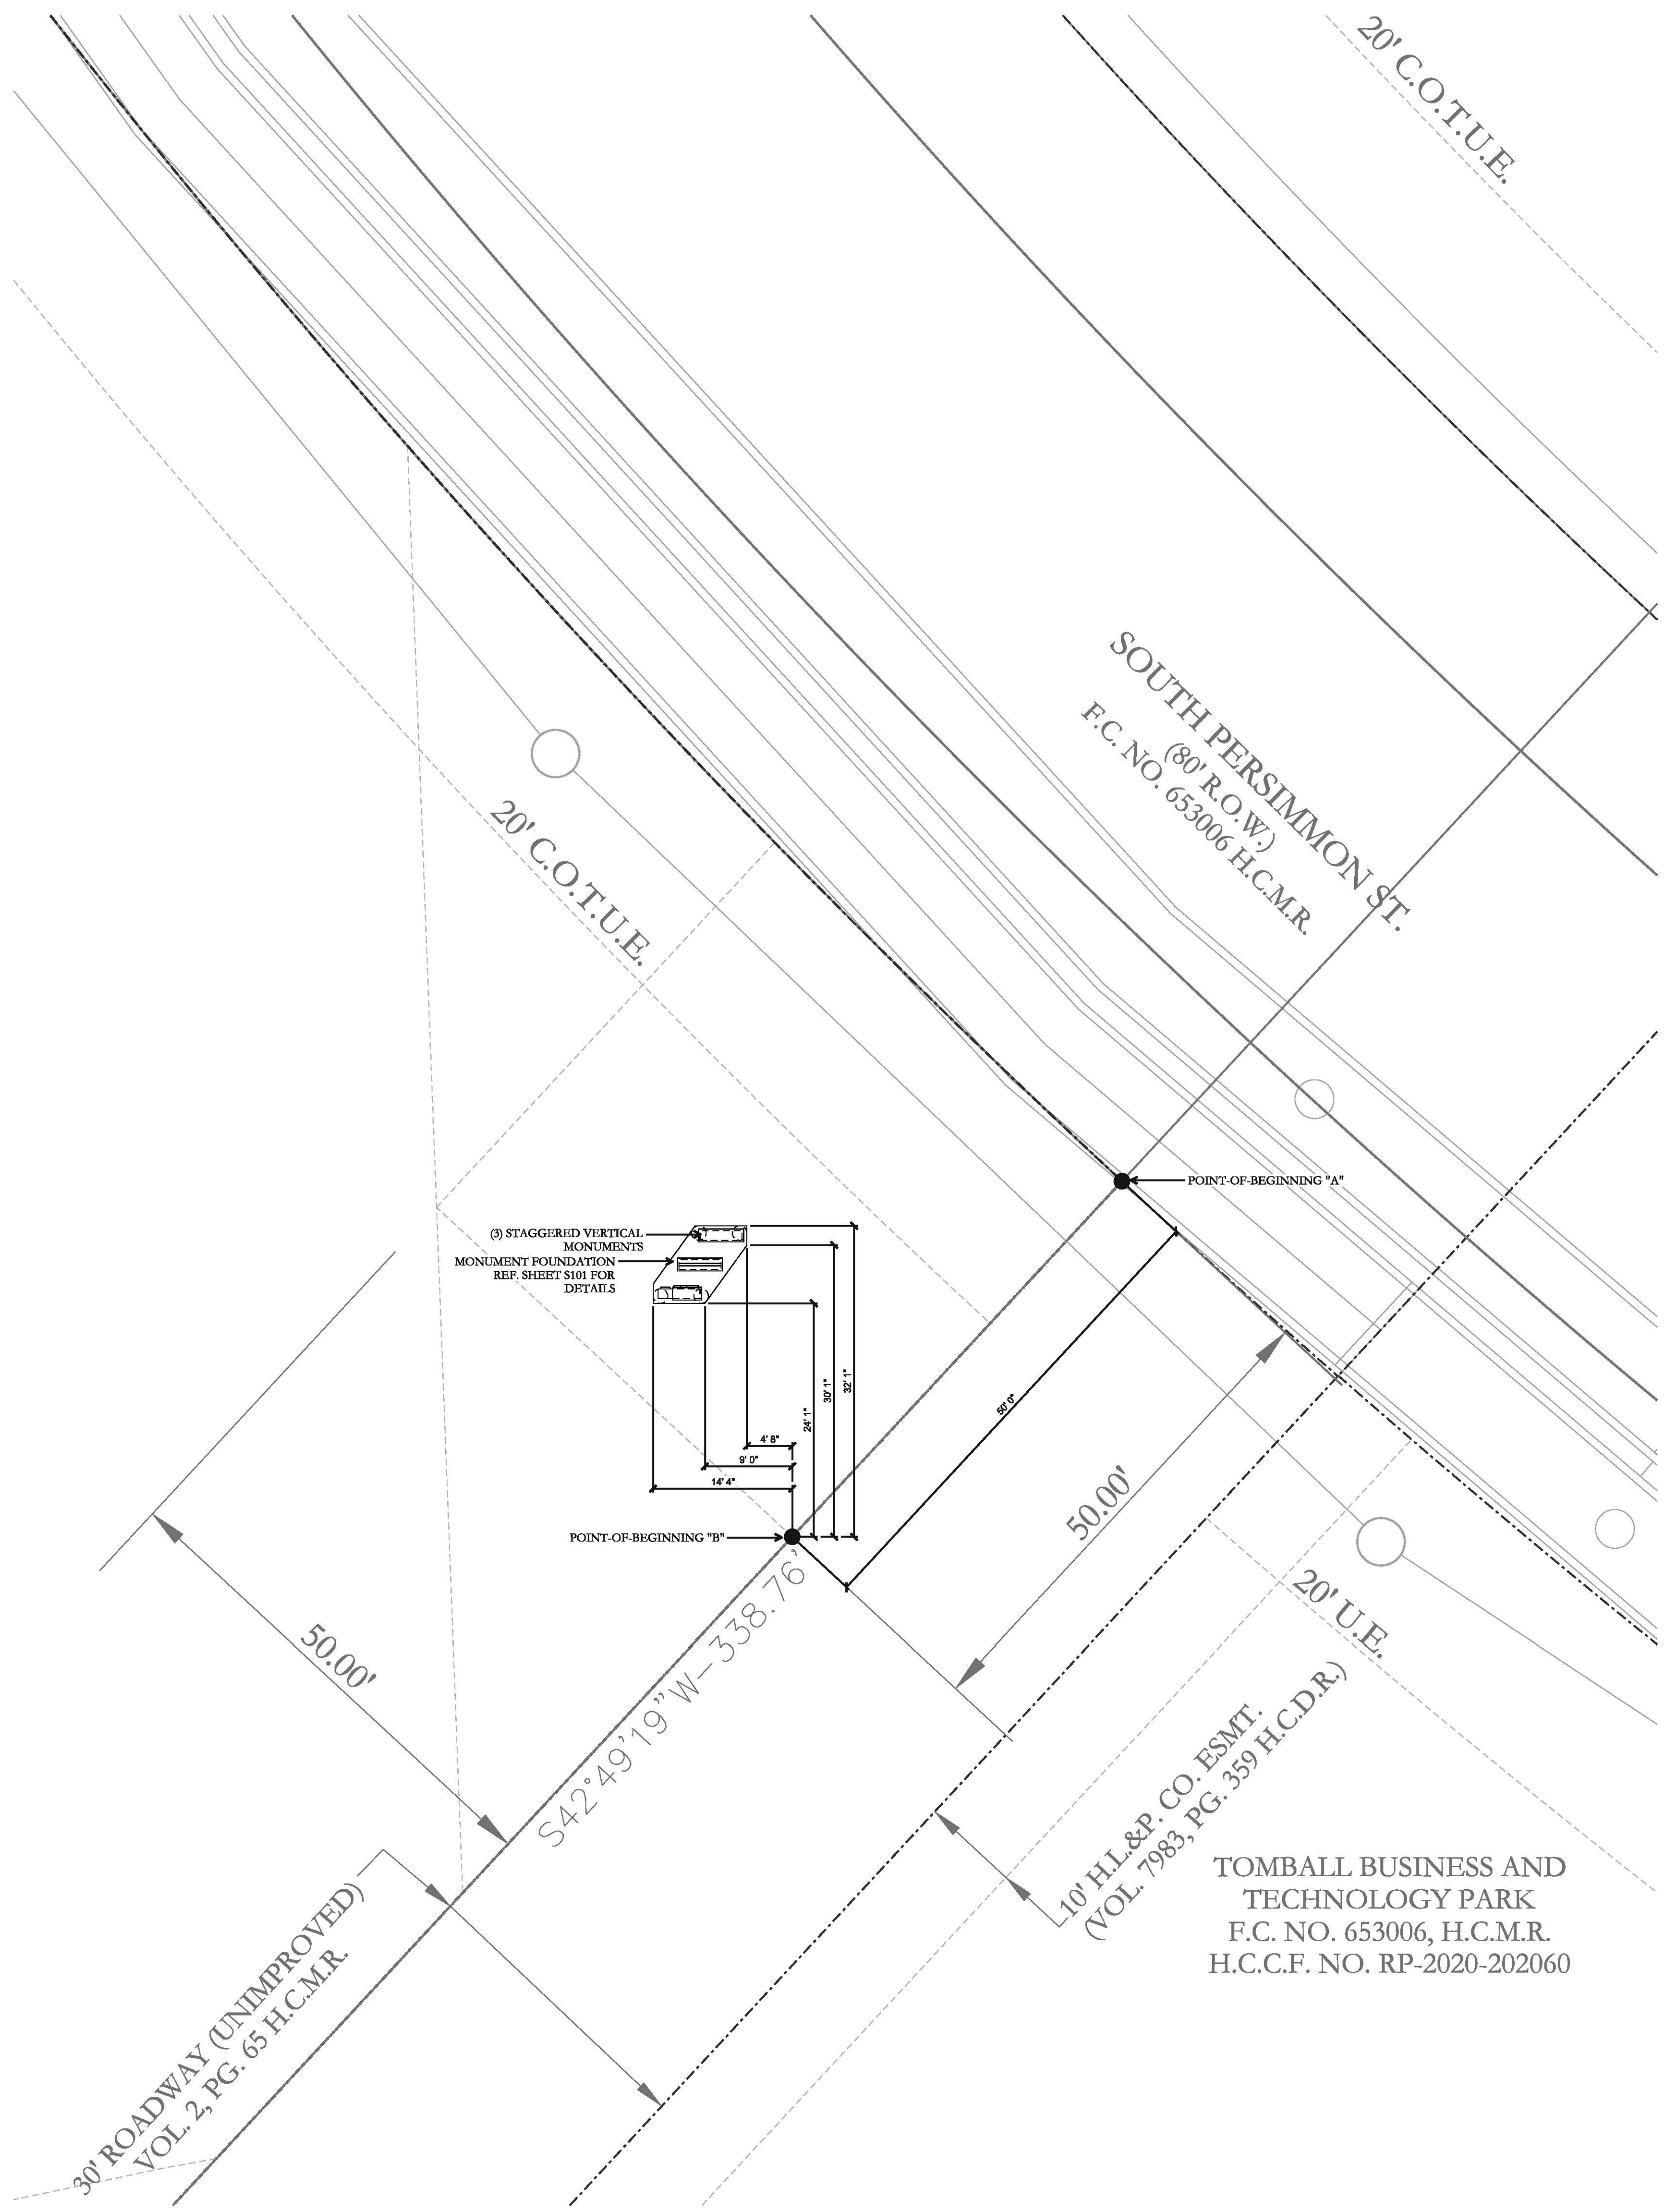 20' C.O.T.U.E.
SOUTH PERSIMMON ST.
(80' R.O.W.)
F.C. NO. 653006 H.C.M.R.
20' C.O.T.U.E.
POINT-OF-BEGINNING "A"
(3) STAGGERED VERTICAL
MONUMENTS
MONUMENT FOUNDATION
REF. SHEET S101 FOR
DETAILS
32' 1"
30' 1"
24' 1"
4' 8"
9' 0"
14' 4"
50' 0"
POINT-OF-BEGINNING "B"
50.00'
50.00'
S42°49'19"W-338.76'
20' U.E.
10' H.L.&P. CO. ESMT.
(VOL. 7983, PG. 359 H.C.D.R.)
TOMBALL BUSINESS AND
TECHNOLOGY PARK
F.C. NO. 653006, H.C.M.R.
H.C.C.F. NO. RP-2020-202060
30' ROADWAY (UNIMPROVED)
VOL. 2, PG. 65 H.C.M.R.